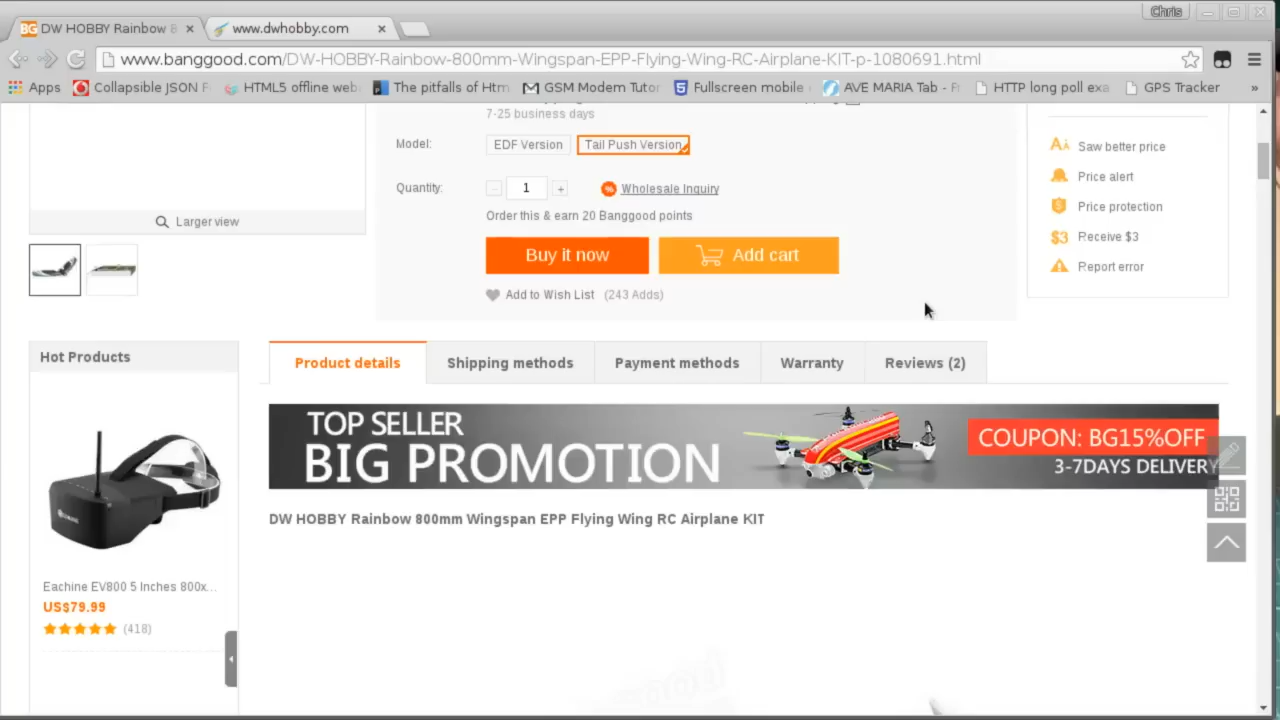 Chris
BG DW HOBBY Rainbow 8
www.dwhobby.com
www.banggood.com/DW-HOBBY-Rainbow-800mm-Wingspan-EPP-Flying-Wing-RC-Airplane-KIT-p-1080691.html
Apps Collapsible JSON F HTML5 offline web The pitfalls of Htm GSM Modem Tutor Fullscreen mobile AVE MARIA Tab - HTTP long poll exa GPS Tracker »
7-25 business days
Model: EDF Version Tail Push Version
Quantity: - 1 + Wholesale Inquiry
Order this & earn 20 Banggood points
Buy it now Add cart
Add to Wish List (243 Adds)
Larger view
Saw better price
Price alert
Price protection
$3 Receive $3
Report error
Hot Products
Product details Shipping methods Payment methods Warranty Reviews (2)
TOP SELLER
BIG PROMOTION
COUPON: BG15%OFF
3-7DAYS DELIVERY
DW HOBBY Rainbow 800mm Wingspan EPP Flying Wing RC Airplane KIT
Eachine EV800 5 Inches 800x...
US$79.99
(418)